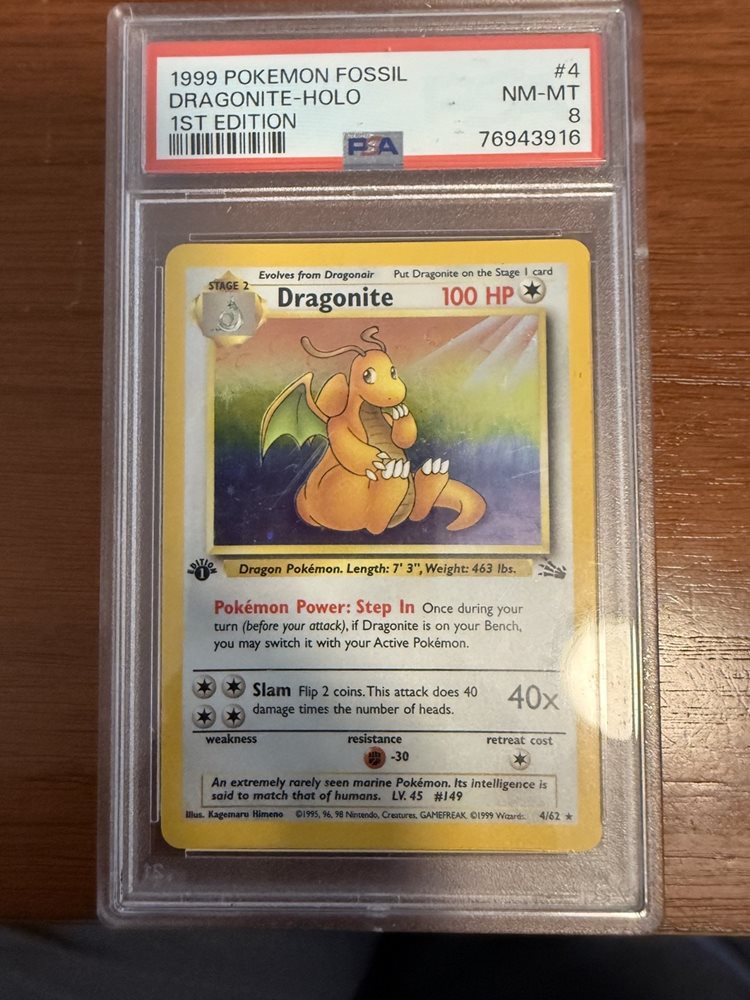 1999 POKEMON FOSSIL #4
DRAGONITE-HOLO NM-MT
1ST EDITION 8
PSA 76943916
Evolves from Dragonair Put Dragonite on the Stage 1 card
STAGE 2
Dragonite 100 HP
EDITION
1
Dragon Pokémon. Length: 7' 3", Weight: 463 lbs.
Pokémon Power: Step In Once during your
turn (before your attack), if Dragonite is on your Bench,
you may switch it with your Active Pokémon.
Slam Flip 2 coins. This attack does 40
damage times the number of heads.
40x
weakness resistance retreat cost
-30
An extremely rarely seen marine Pokémon. Its intelligence is
said to match that of humans. LV. 45 #149
Illus. Kagemaru Himeno ©1995, 96, 98 Nintendo, Creatures, GAMEFREAK. ©1999 Wizards. 4/62 ★